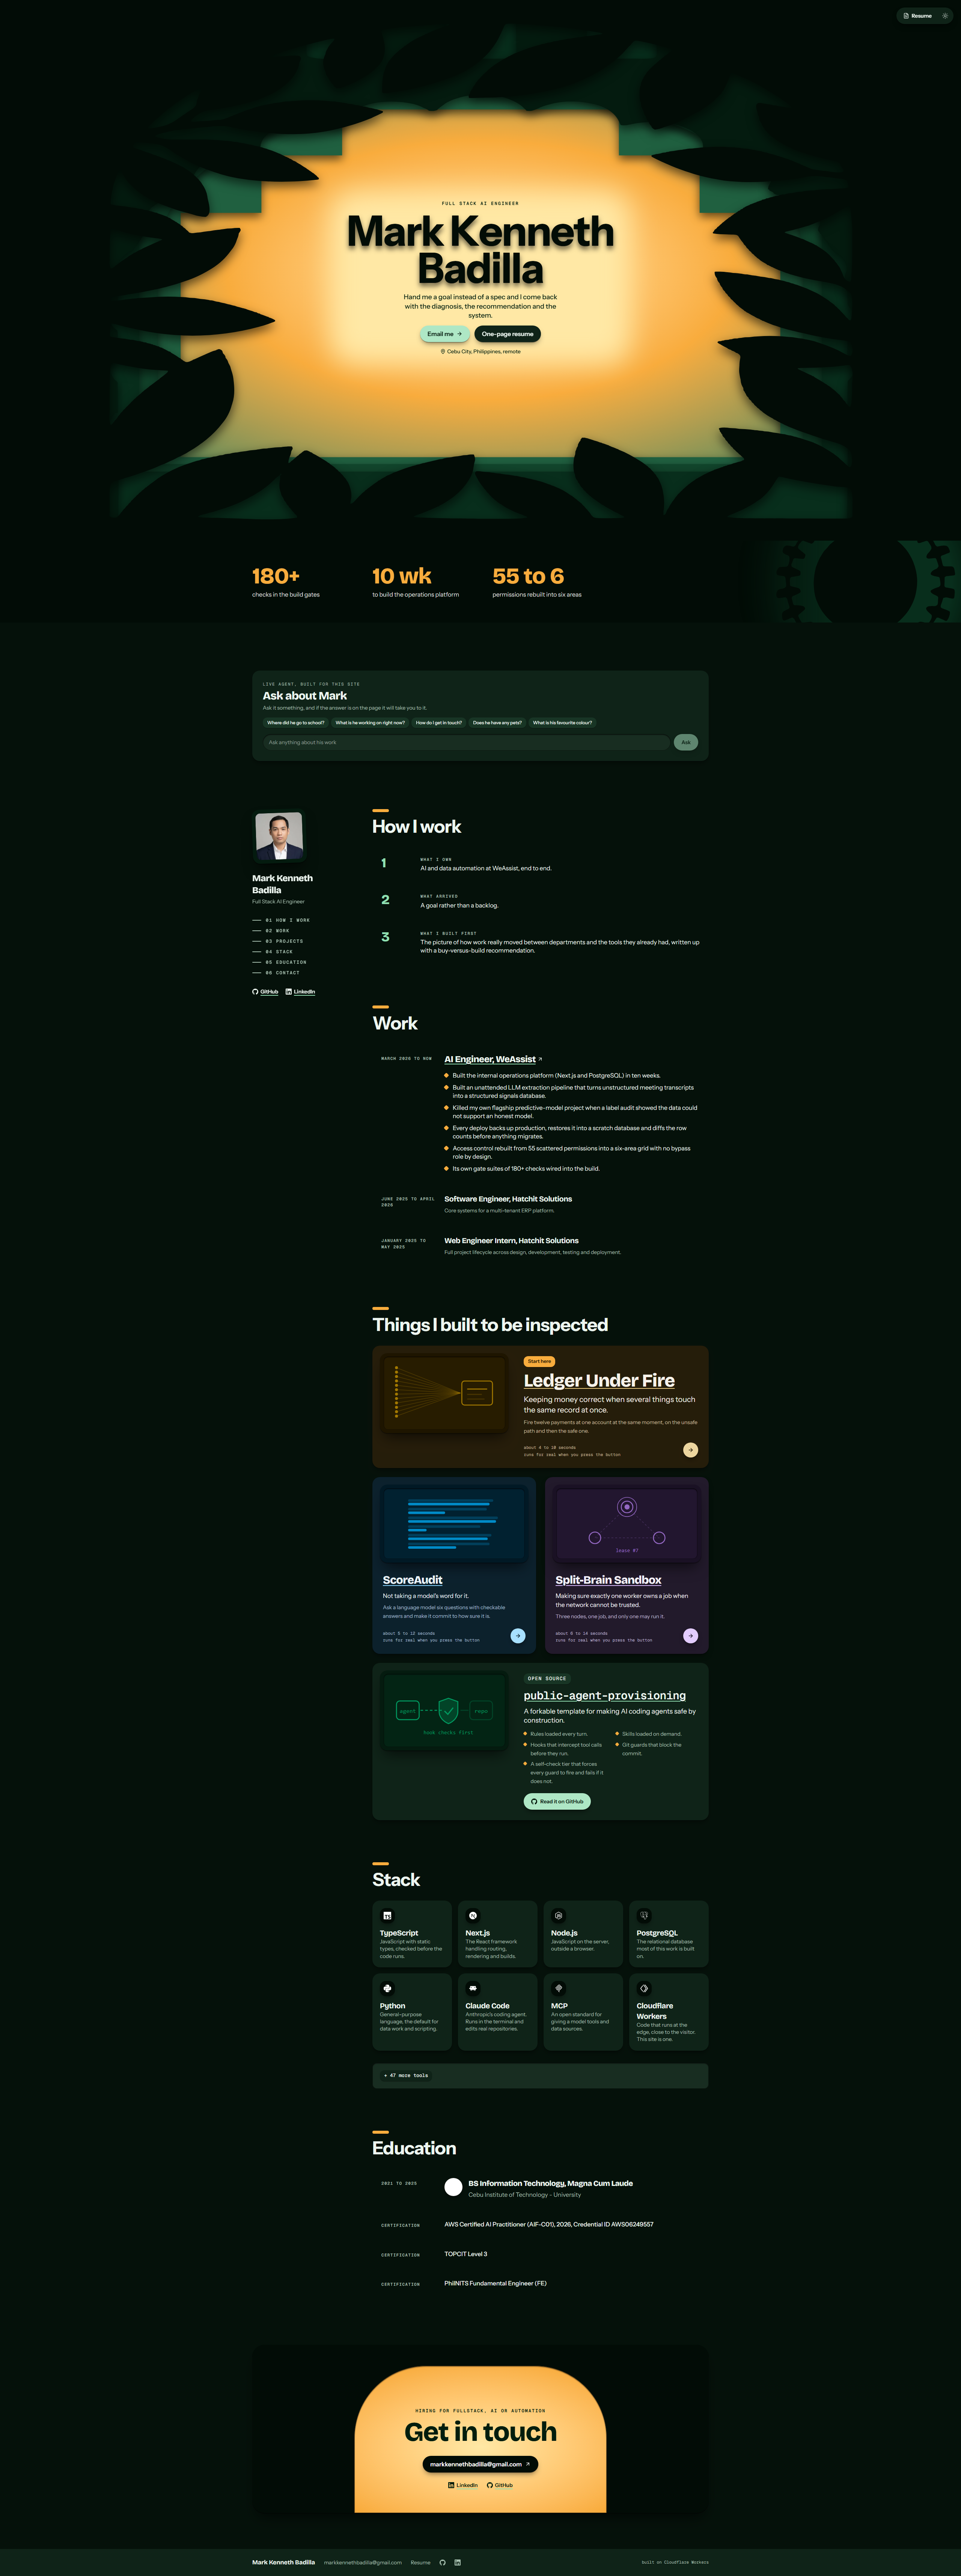 Resume
FULL STACK AI ENGINEER
Mark Kenneth
Badilla
Hand me a goal instead of a spec and I come back
with the diagnosis, the recommendation and the
system.
Email me
One-page resume
Cebu City, Philippines, remote
180+
checks in the build gates
10 wk
to build the operations platform
55 to 6
permissions rebuilt into six areas
LIVE AGENT, BUILT FOR THIS SITE
Ask about Mark
Ask it something, and if the answer is on the page it will take you to it.
Where did he go to school?
What is he working on right now?
How do I get in touch?
Does he have any pets?
What is his favourite colour?
Ask anything about his work
Ask
Mark Kenneth
Badilla
Full Stack AI Engineer
01 HOW I WORK
02 WORK
03 PROJECTS
04 STACK
05 EDUCATION
06 CONTACT
GitHub
LinkedIn
How I work
1
WHAT I OWN
AI and data automation at WeAssist, end to end.
2
WHAT ARRIVED
A goal rather than a backlog.
3
WHAT I BUILT FIRST
The picture of how work really moved between departments and the tools they already had, written up
with a buy-versus-build recommendation.
Work
MARCH 2026 TO NOW
AI Engineer, WeAssist
Built the internal operations platform (Next.js and PostgreSQL) in ten weeks.
Built an unattended LLM extraction pipeline that turns unstructured meeting transcripts
into a structured signals database.
Killed my own flagship predictive-model project when a label audit showed the data could
not support an honest model.
Every deploy backs up production, restores it into a scratch database and diffs the row
counts before anything migrates.
Access control rebuilt from 55 scattered permissions into a six-area grid with no bypass
role by design.
Its own gate suites of 180+ checks wired into the build.
JUNE 2025 TO APRIL
2026
Software Engineer, Hatchit Solutions
Core systems for a multi-tenant ERP platform.
JANUARY 2025 TO
MAY 2025
Web Engineer Intern, Hatchit Solutions
Full project lifecycle across design, development, testing and deployment.
Things I built to be inspected
Start here
Ledger Under Fire
Keeping money correct when several things touch
the same record at once.
Fire twelve payments at one account at the same moment, on the unsafe
path and then the safe one.
about 4 to 10 seconds
runs for real when you press the button
ScoreAudit
Not taking a model's word for it.
Ask a language model six questions with checkable
answers and make it commit to how sure it is.
about 5 to 12 seconds
runs for real when you press the button
lease #7
Split-Brain Sandbox
Making sure exactly one worker owns a job when
the network cannot be trusted.
Three nodes, one job, and only one may run it.
about 6 to 14 seconds
runs for real when you press the button
agent
repo
hook checks first
OPEN SOURCE
public-agent-provisioning
A forkable template for making AI coding agents safe by
construction.
Rules loaded every turn.
Skills loaded on demand.
Hooks that intercept tool calls
before they run.
Git guards that block the
commit.
A self-check tier that forces
every guard to fire and fails if it
does not.
Read it on GitHub
Stack
TypeScript
JavaScript with static
types, checked before the
code runs.
Next.js
The React framework
handling routing,
rendering and builds.
Node.js
JavaScript on the server,
outside a browser.
PostgreSQL
The relational database
most of this work is built
on.
Python
General-purpose
language, the default for
data work and scripting.
Claude Code
Anthropic's coding agent.
Runs in the terminal and
edits real repositories.
MCP
An open standard for
giving a model tools and
data sources.
Cloudflare
Workers
Code that runs at the
edge, close to the visitor.
This site is one.
+ 47 more tools
Education
2021 TO 2025
BS Information Technology, Magna Cum Laude
Cebu Institute of Technology - University
CERTIFICATION
AWS Certified AI Practitioner (AIF-C01), 2026, Credential ID AWS06249557
CERTIFICATION
TOPCIT Level 3
CERTIFICATION
PhilNITS Fundamental Engineer (FE)
HIRING FOR FULLSTACK, AI OR AUTOMATION
Get in touch
markkennethbadilla@gmail.com
LinkedIn
GitHub
Mark Kenneth Badilla
markkennethbadilla@gmail.com
Resume
built on Cloudflare Workers